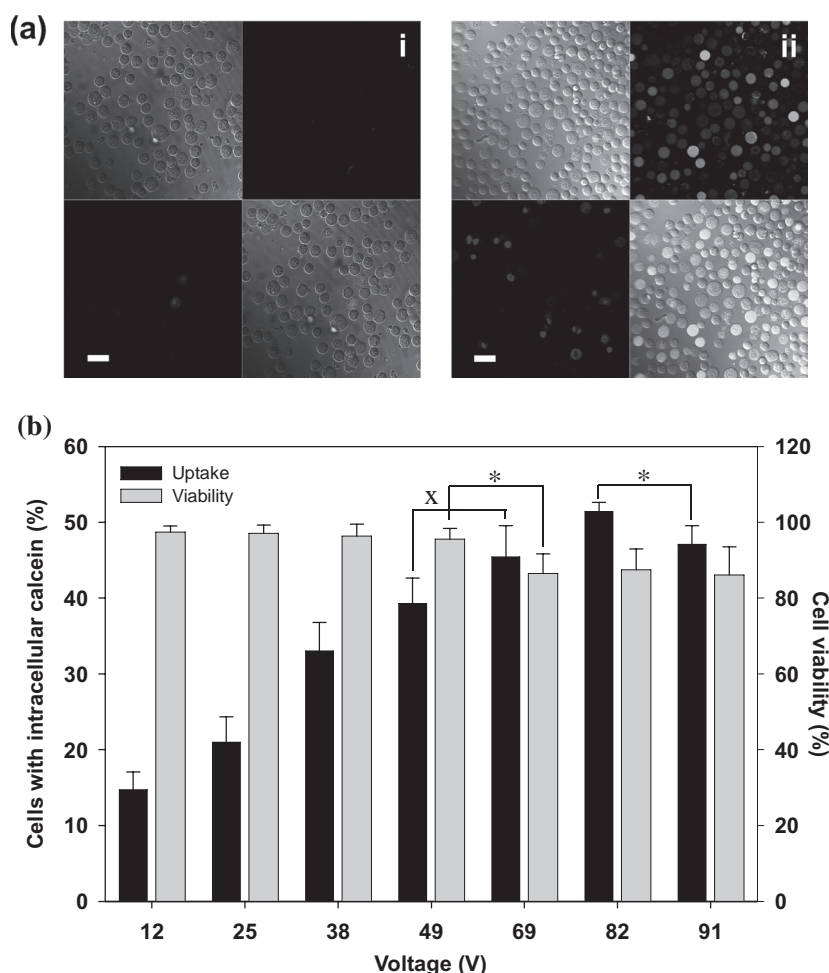 (a)
i
ii
(b)
Uptake
Viability
x
*
*
Cells with intracellular calcein (%)
60
50
40
30
20
10
0
120
100
80
60
40
20
0
Cell viability
(%)
12 25 38 49 69 82 91
Voltage (V)